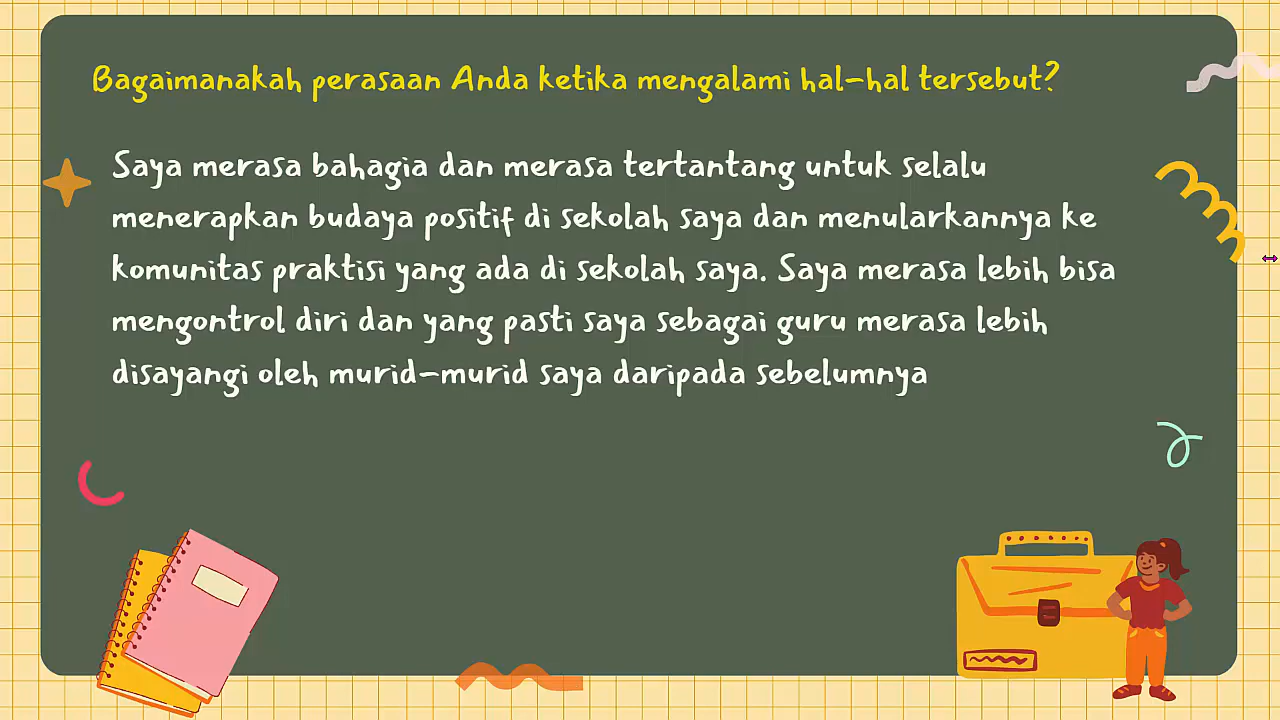 Bagaimanakah perasaan Anda ketika mengalami hal-hal tersebut?
Saya merasa bahagia dan merasa tertantang untuk selalu
menerapkan budaya positif di sekolah saya dan menularkannya ke
komunitas praktisi yang ada di sekolah saya. Saya merasa lebih bisa
mengontrol diri dan yang pasti saya sebagai guru merasa lebih
disayangi oleh murid-murid saya daripada sebelumnya